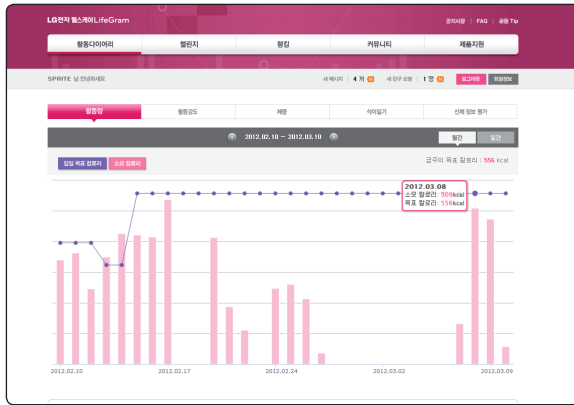 LG전자 헬스케어 LifeGram
공지사항 | FAQ | 운동 Tip
활동다이어리 챌린지 랭킹 커뮤니티 제품지원
SPRITE 님 안녕하세요
새 메시지 | 4 개 N 새 친구 요청 | 1 명 N 로그아웃 회원정보
활동량 활동강도 체중 식이일기 신체 정보 평가
2012.02.10 ~ 2012.03.10
월간 일간
일일 목표 칼로리 소모 칼로리
금주의 목표 칼로리 : 556 kcal
2012.03.08
소모 칼로리: 509kcal
목표 칼로리: 556kcal
2012.02.10 2012.02.17 2012.02.24 2012.03.02 2012.03.09